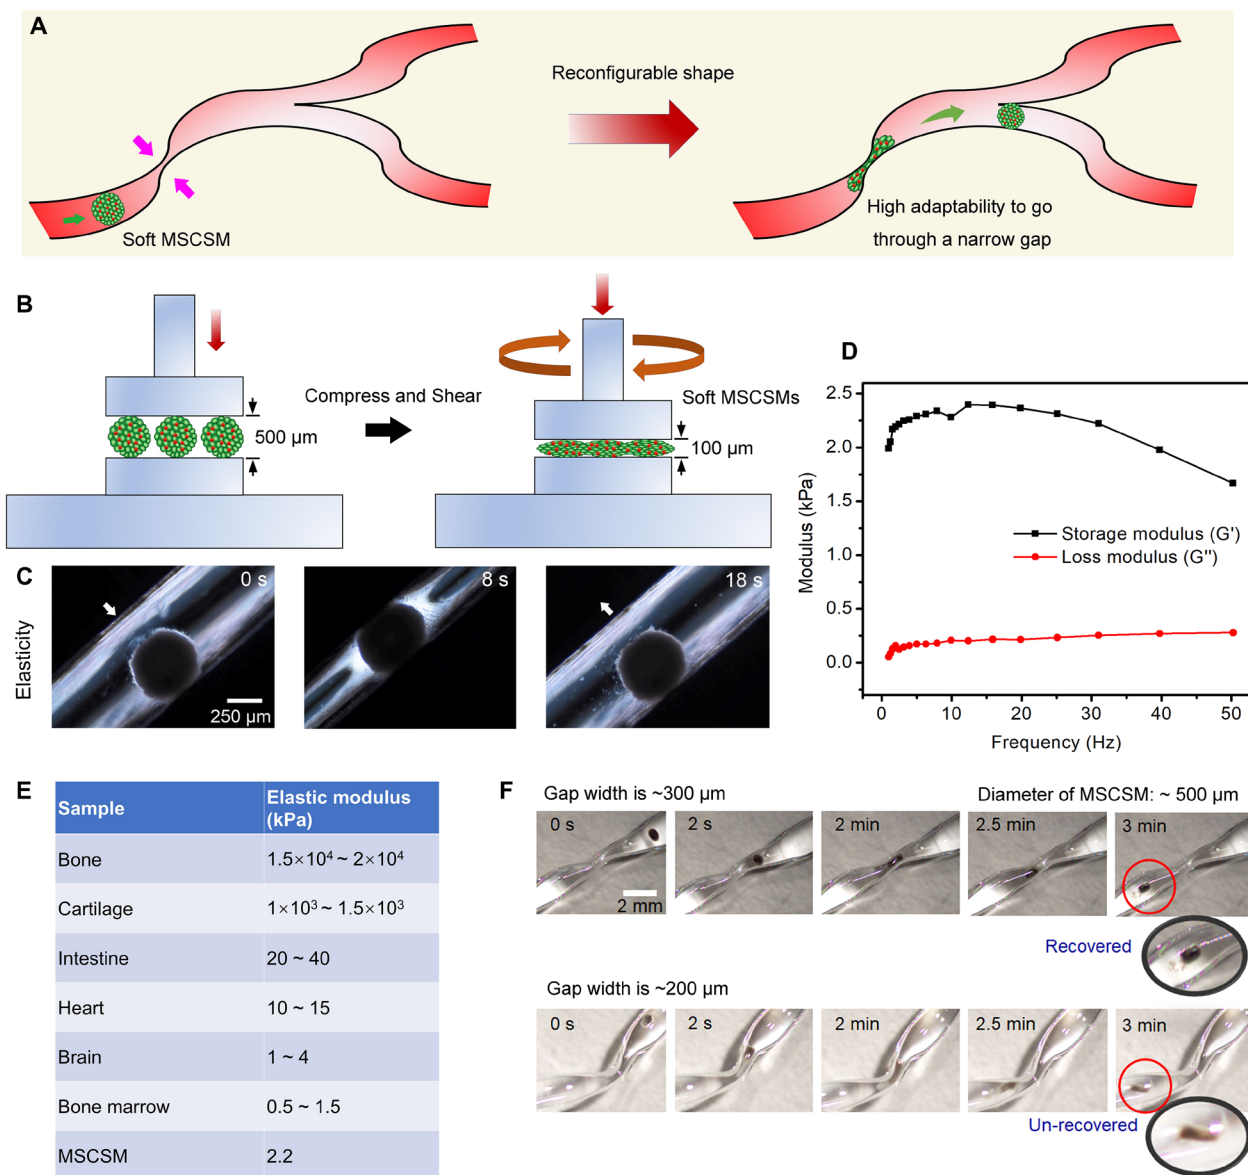 A
Reconfigurable shape
Soft MSCSM
High adaptability to go
through a narrow gap
B
Compress and Shear
500 μm
Soft MSCSMs
100 μm
C
Elasticity
0 s
250 μm
8 s
18 s
D
Modulus (kPa)
2.5
2.0
1.5
1.0
0.5
0.0
Storage modulus (G')
Loss modulus (G'')
0 10 20 30 40 50
Frequency (Hz)
E
Sample Elastic modulus (kPa)
Bone 1.5×10⁴ ~ 2×10⁴
Cartilage 1×10³ ~ 1.5×10³
Intestine 20 ~ 40
Heart 10 ~ 15
Brain 1 ~ 4
Bone marrow 0.5 ~ 1.5
MSCSM 2.2
F
Gap width is ~300 μm
Diameter of MSCSM: ~ 500 μm
0 s
2 mm
2 s
2 min
2.5 min
3 min
Recovered
Gap width is ~200 μm
0 s
2 s
2 min
2.5 min
3 min
Un-recovered